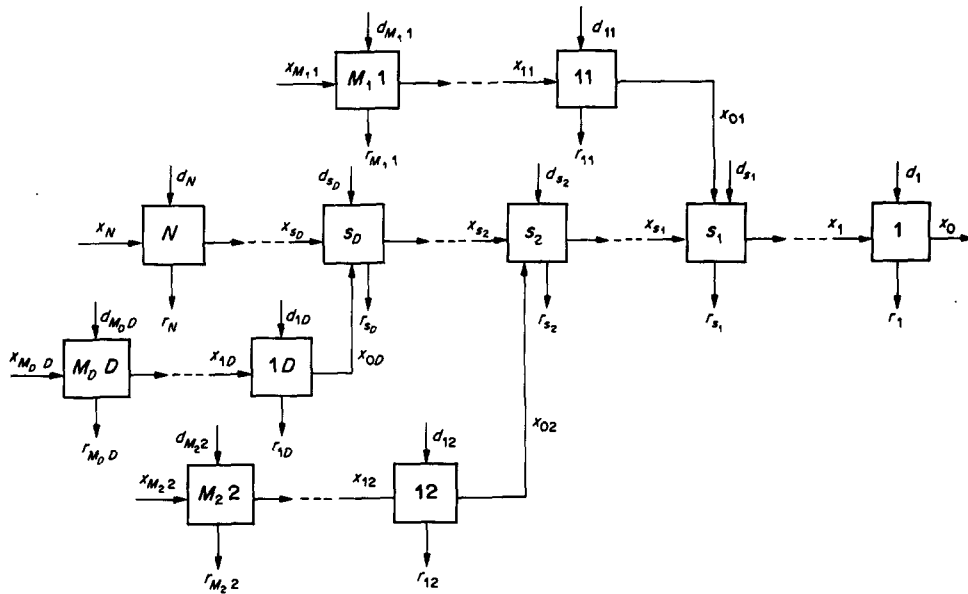 d_{M_1 1} d_{11}
x_{M_1 1} M_1 1 x_{11} 11
x_{01}
r_{M_1 1} r_{11}
d_N d_{s_D} d_{s_2} d_{s_1} d_1
x_N N x_{s_D} s_D x_{s_2} s_2 x_{s_1} s_1 x_1 1 x_0
r_N r_{s_D} r_{s_2} r_{s_1} r_1
d_{M_D D} d_{1D}
x_{M_D D} M_D D x_{1D} 1D x_{0D}
r_{M_D D} r_{1D}
d_{M_2 2} d_{12} x_{02}
x_{M_2 2} M_2 2 x_{12} 12
r_{M_2 2} r_{12}